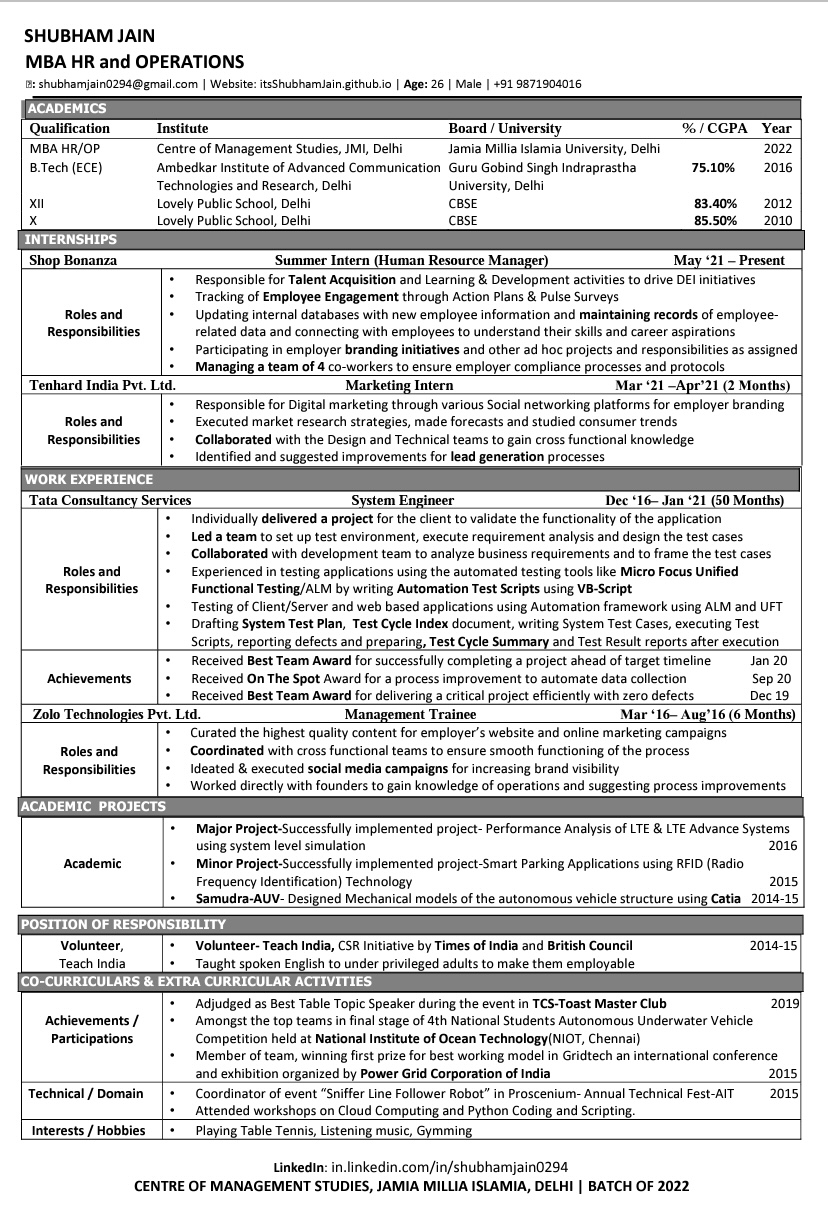 SHUBHAM JAIN
MBA HR and OPERATIONS
: shubhamjain0294@gmail.com | Website: itsShubhamJain.github.io | Age: 26 | Male | +91 9871904016
ACADEMICS
Qualification Institute Board / University % / CGPA Year
MBA HR/OP Centre of Management Studies, JMI, Delhi Jamia Millia Islamia University, Delhi 2022
B.Tech (ECE) Ambedkar Institute of Advanced Communication Guru Gobind Singh Indraprastha 75.10% 2016
Technologies and Research, Delhi University, Delhi
XII Lovely Public School, Delhi CBSE 83.40% 2012
X Lovely Public School, Delhi CBSE 85.50% 2010
INTERNSHIPS
Shop Bonanza Summer Intern (Human Resource Manager) May ‘21 – Present
Roles and
Responsibilities
• Responsible for Talent Acquisition and Learning & Development activities to drive DEI initiatives
• Tracking of Employee Engagement through Action Plans & Pulse Surveys
• Updating internal databases with new employee information and maintaining records of employee-
related data and connecting with employees to understand their skills and career aspirations
• Participating in employer branding initiatives and other ad hoc projects and responsibilities as assigned
• Managing a team of 4 co-workers to ensure employer compliance processes and protocols
Tenhard India Pvt. Ltd. Marketing Intern Mar ‘21 –Apr’21 (2 Months)
Roles and
Responsibilities
• Responsible for Digital marketing through various Social networking platforms for employer branding
• Executed market research strategies, made forecasts and studied consumer trends
• Collaborated with the Design and Technical teams to gain cross functional knowledge
• Identified and suggested improvements for lead generation processes
WORK EXPERIENCE
Tata Consultancy Services System Engineer Dec ‘16– Jan ‘21 (50 Months)
Roles and
Responsibilities
• Individually delivered a project for the client to validate the functionality of the application
• Led a team to set up test environment, execute requirement analysis and design the test cases
• Collaborated with development team to analyze business requirements and to frame the test cases
• Experienced in testing applications using the automated testing tools like Micro Focus Unified
Functional Testing/ALM by writing Automation Test Scripts using VB-Script
• Testing of Client/Server and web based applications using Automation framework using ALM and UFT
• Drafting System Test Plan, Test Cycle Index document, writing System Test Cases, executing Test
Scripts, reporting defects and preparing, Test Cycle Summary and Test Result reports after execution
Achievements
• Received Best Team Award for successfully completing a project ahead of target timeline Jan 20
• Received On The Spot Award for a process improvement to automate data collection Sep 20
• Received Best Team Award for delivering a critical project efficiently with zero defects Dec 19
Zolo Technologies Pvt. Ltd. Management Trainee Mar ‘16– Aug’16 (6 Months)
Roles and
Responsibilities
• Curated the highest quality content for employer’s website and online marketing campaigns
• Coordinated with cross functional teams to ensure smooth functioning of the process
• Ideated & executed social media campaigns for increasing brand visibility
• Worked directly with founders to gain knowledge of operations and suggesting process improvements
ACADEMIC PROJECTS
Academic
• Major Project-Successfully implemented project- Performance Analysis of LTE & LTE Advance Systems
using system level simulation 2016
• Minor Project-Successfully implemented project-Smart Parking Applications using RFID (Radio
Frequency Identification) Technology 2015
• Samudra-AUV- Designed Mechanical models of the autonomous vehicle structure using Catia 2014-15
POSITION OF RESPONSIBILITY
Volunteer,
Teach India
• Volunteer- Teach India, CSR Initiative by Times of India and British Council 2014-15
• Taught spoken English to under privileged adults to make them employable
CO-CURRICULARS & EXTRA CURRICULAR ACTIVITIES
Achievements /
Participations
• Adjudged as Best Table Topic Speaker during the event in TCS-Toast Master Club 2019
• Amongst the top teams in final stage of 4th National Students Autonomous Underwater Vehicle
Competition held at National Institute of Ocean Technology(NIOT, Chennai)
• Member of team, winning first prize for best working model in Gridtech an international conference
and exhibition organized by Power Grid Corporation of India 2015
Technical / Domain
• Coordinator of event “Sniffer Line Follower Robot” in Proscenium- Annual Technical Fest-AIT 2015
• Attended workshops on Cloud Computing and Python Coding and Scripting.
Interests / Hobbies
• Playing Table Tennis, Listening music, Gymming
LinkedIn: in.linkedin.com/in/shubhamjain0294
CENTRE OF MANAGEMENT STUDIES, JAMIA MILLIA ISLAMIA, DELHI | BATCH OF 2022